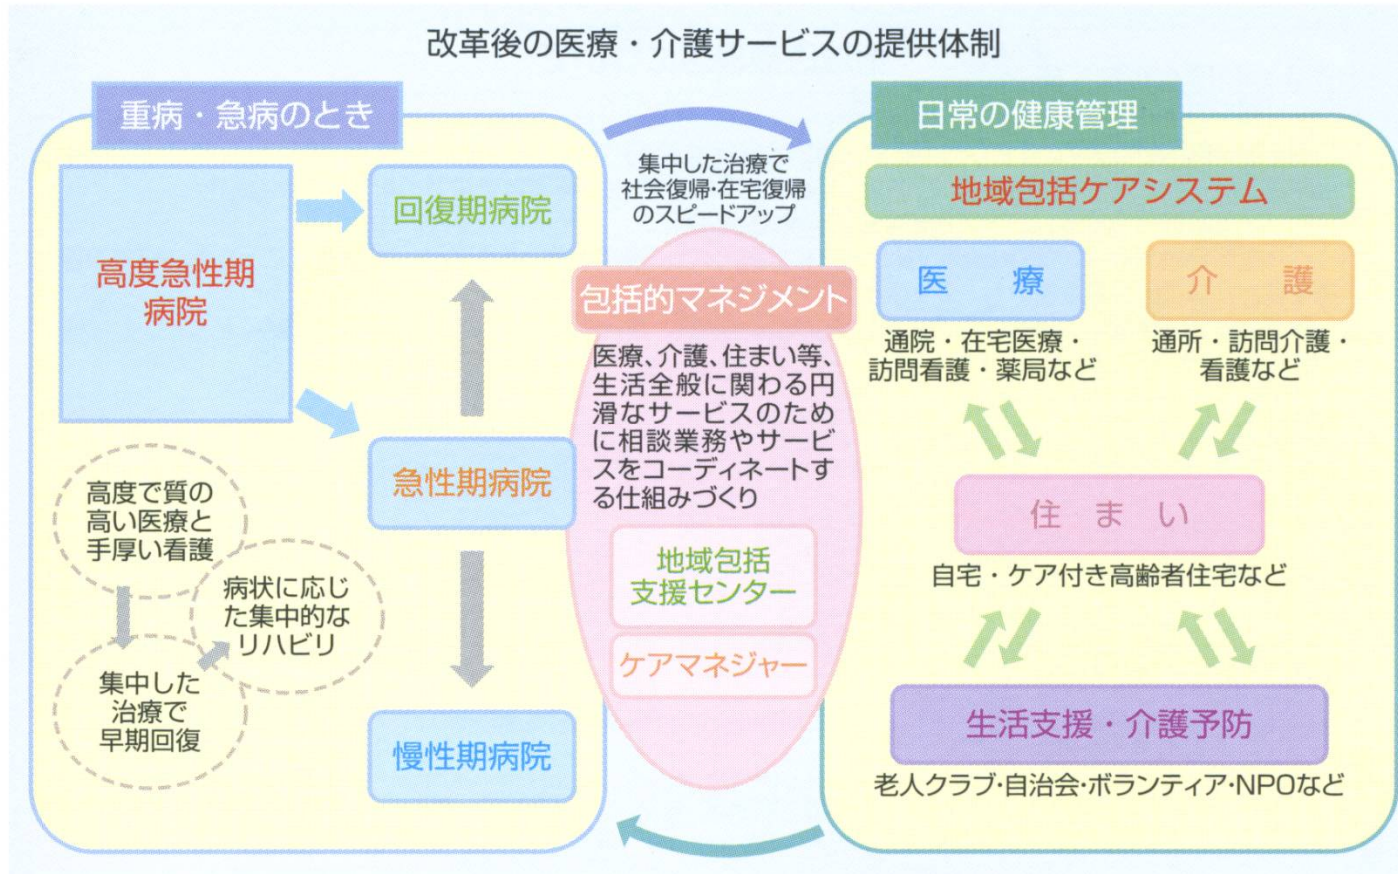 改革後の医療・介護サービスの提供体制
重病・急病のとき
高度急性期
病院
回復期病院
急性期病院
慢性期病院
高度で質の
高い医療と
手厚い看護
病状に応じ
た集中的な
リハビリ
集中した
治療で
早期回復
集中した治療で
社会復帰・在宅復帰
のスピードアップ
包括的マネジメント
医療、介護、住まい等、
生活全般に関わる円
滑なサービスのため
に相談業務やサービ
スをコーディネートす
る仕組みづくり
地域包括
支援センター
ケアマネジャー
日常の健康管理
地域包括ケアシステム
医　療
通院・在宅医療・
訪問看護・薬局など
介　護
通所・訪問介護・
看護など
住　ま　い
自宅・ケア付き高齢者住宅など
生活支援・介護予防
老人クラブ・自治会・ボランティア・NPOなど